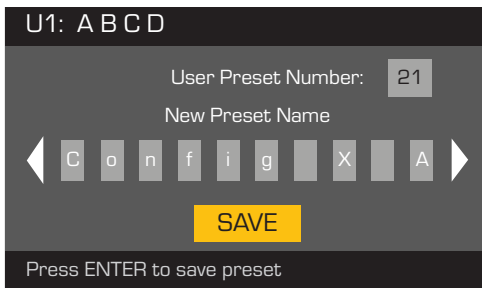 U1: A B C D
User Preset Number: 21
New Preset Name
C o n f i g X A
SAVE
Press ENTER to save preset